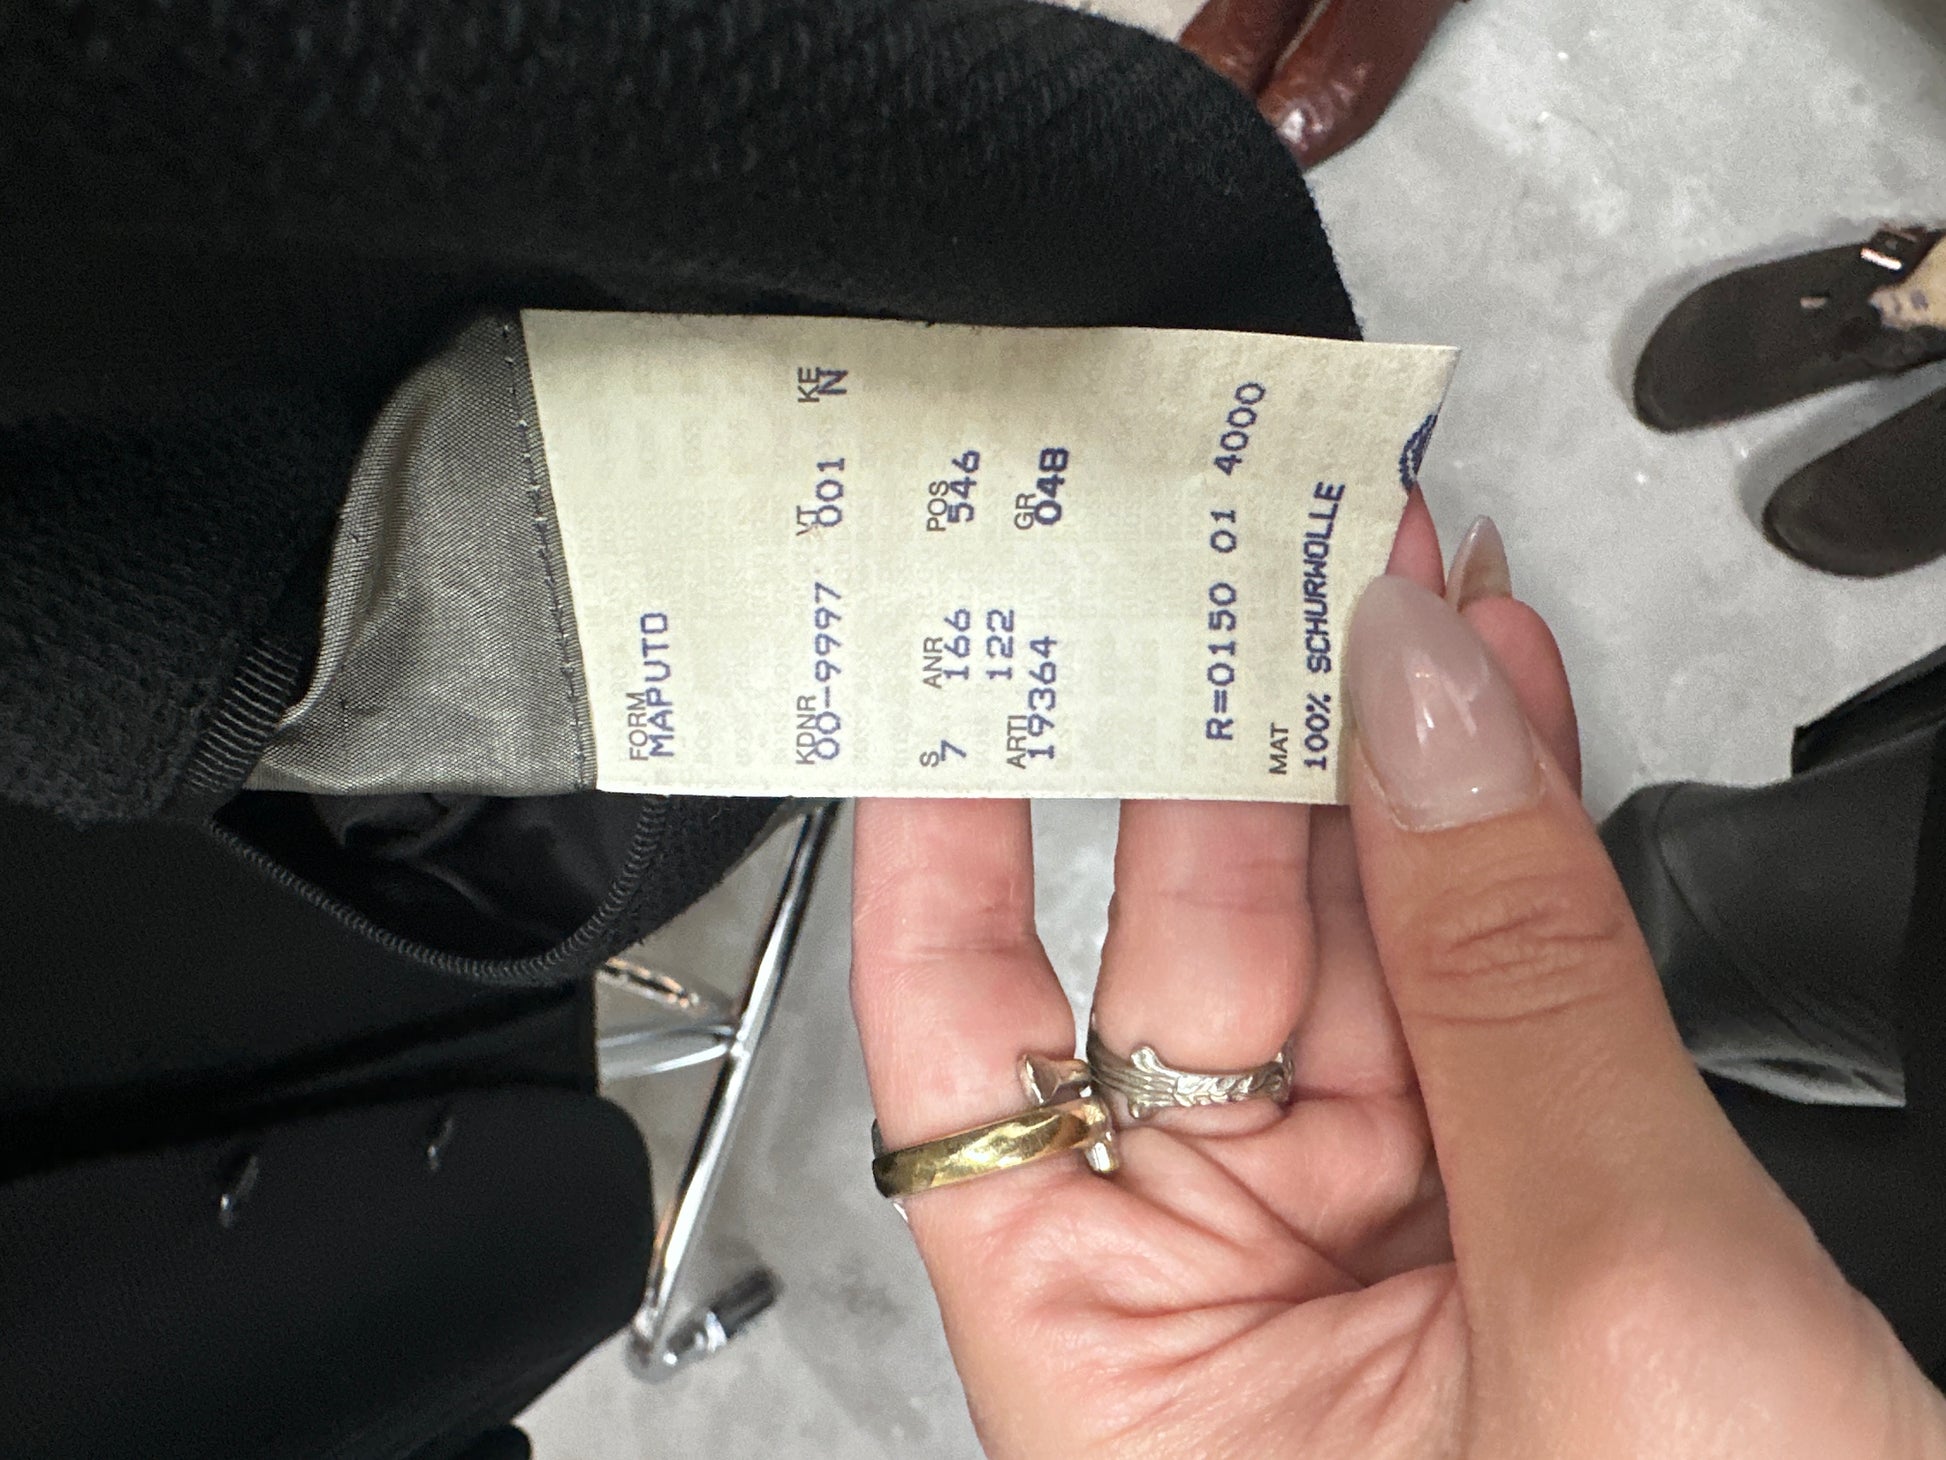 FORM
MAPUTO
KDNR VT KE
00-9997 001 N
S ANR POS
7 166 546
122
ARTI GR
193364 048
R=0150 01 4000
MAT
100% SCHURWOLLE